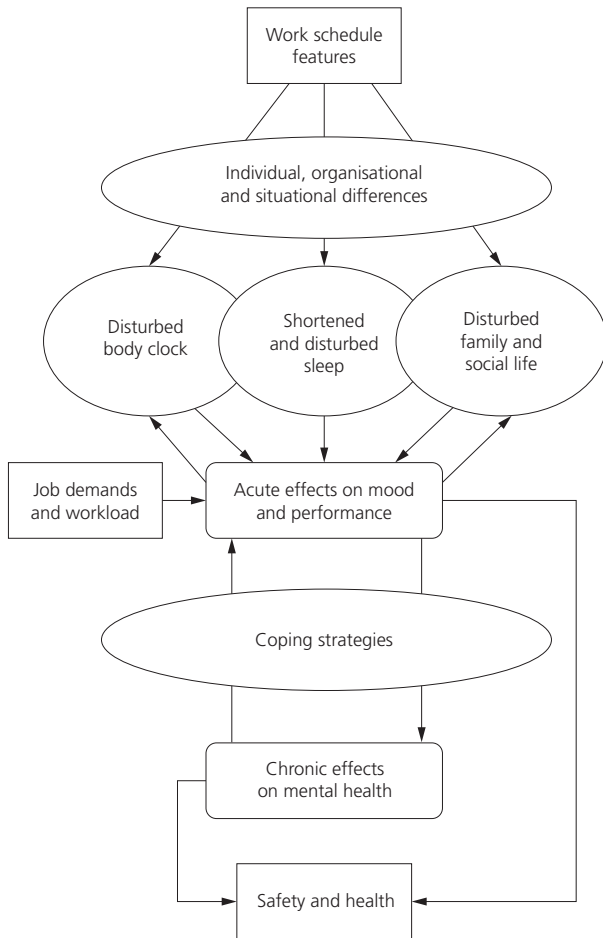 Work schedule
features
Individual, organisational
and situational differences
Disturbed
body clock
Shortened
and disturbed
sleep
Disturbed
family and
social life
Job demands
and workload
Acute effects on mood
and performance
Coping strategies
Chronic effects
on mental health
Safety and health